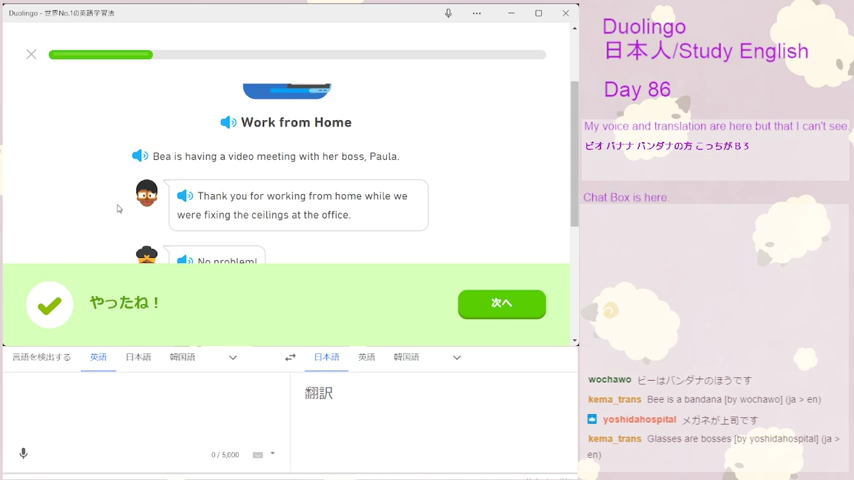 Duolingo - 世界No.1の英語学習法
Work from Home
Bea is having a video meeting with her boss, Paula.
Thank you for working from home while we
were fixing the ceilings at the office.
No problem!
やったね！
次へ
言語を検出する 英語 日本語 韓国語
日本語 英語 韓国語
翻訳
0 / 5,000
Duolingo
日本人/Study English
Day 86
My voice and translation are here but that I can't see
ビオ バナナ バンダナの方 こっちが B 3
Chat Box is here.
wochawo ビーはバンダナのほうです
kema_trans Bee is a bandana [by wochawo] (ja > en)
yoshidahospital メガネが上司です
kema_trans Glasses are bosses [by yoshidahospital] (ja >
en)